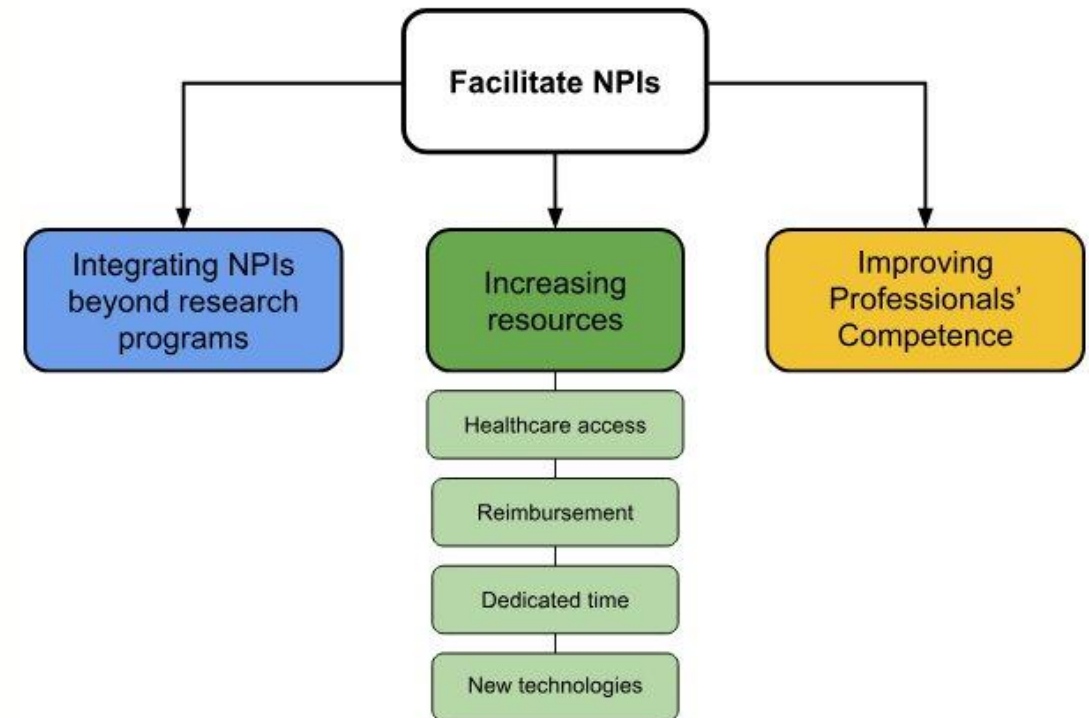 Facilitate NPIs
Integrating NPIs
beyond research
programs
Increasing
resources
Improving
Professionals’
Competence
Healthcare access
Reimbursement
Dedicated time
New technologies